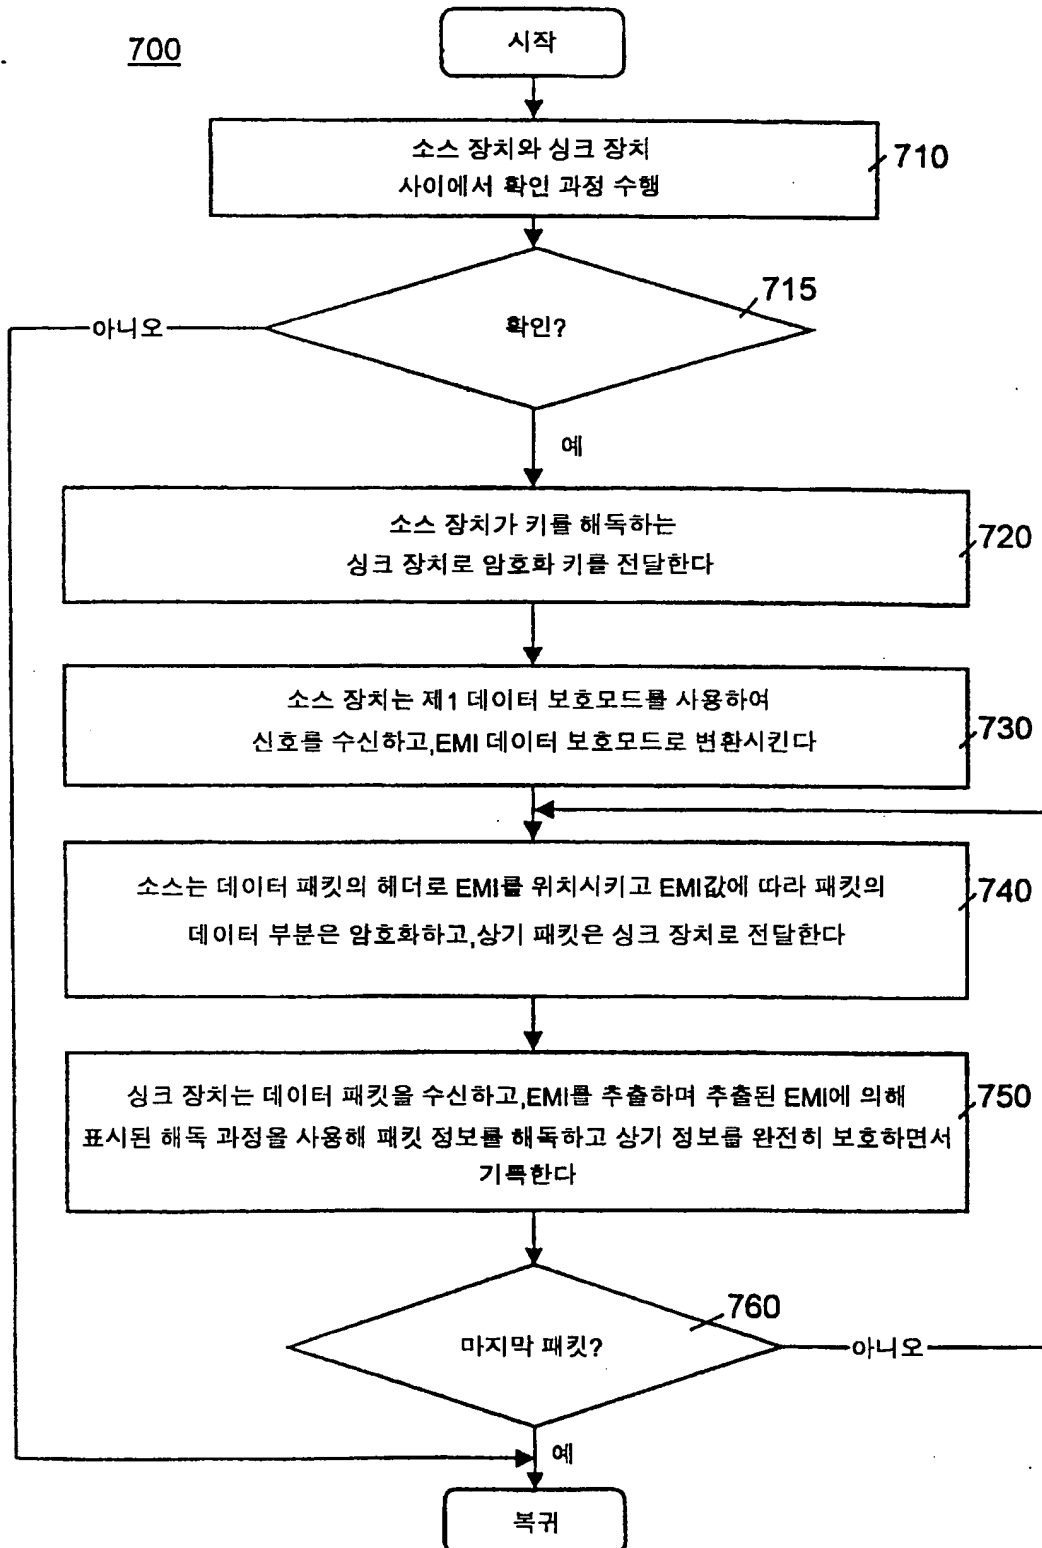 700
시작
소스 장치와 싱크 장치
사이에서 확인 과정 수행
710
715
확인?
아니오
예
소스 장치가 키를 해독하는
싱크 장치로 암호화 키를 전달한다
720
소스 장치는 제1 데이터 보호모드를 사용하여
신호를 수신하고,EMI 데이터 보호모드로 변환시킨다
730
소스는 데이터 패킷의 헤더로 EMI를 위치시키고 EMI값에 따라 패킷의
데이터 부분은 암호화하고,상기 패킷은 싱크 장치로 전달한다
740
싱크 장치는 데이터 패킷을 수신하고,EMI를 추출하며 추출된 EMI에 의해
표시된 해독 과정을 사용해 패킷 정보를 해독하고 상기 정보를 완전히 보호하면서
기록한다
750
760
마지막 패킷?
아니오
예
복귀